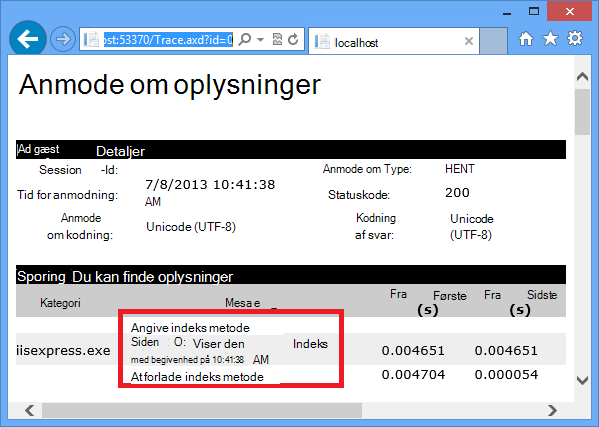 ost:53370/Trace.axd?id=0
localhost
Anmode om oplysninger
Ad gæst Detaljer
Session -Id: Anmode om Type: HENT
Tid for anmodning: 7/8/2013 10:41:38 AM Statuskode: 200
Anmode om kodning: Unicode (UTF-8) Kodning af svar: Unicode (UTF-8)
Sporing Du kan finde oplysninger
Kategori Mesa e Fra Første (s) Fra Sidste (s)
Angive indeks metode
iisexpress.exe Siden O: Viser den Indeks 0.004651 0.004651
med begivenhed på 10:41:38 AM
At forlade indeks metode 0.004704 0.000054